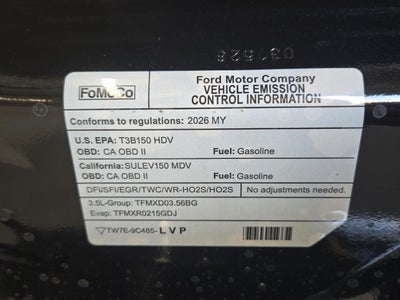 031523
FoMoCo
Ford Motor Company
VEHICLE EMISSION
CONTROL INFORMATION
Conforms to regulations: 2026 MY
U.S. EPA: T3B150 HDV
OBD: CA OBD II Fuel: Gasoline
California: SULEV150 MDV
OBD: CA OBD II Fuel: Gasoline
DFI/SFI/EGR/TWC/WR-HO2S/HO2S No adjustments needed.
3.5L-Group: TFMXD03.56BG
Evap: TFMXR0215GDJ
TW7E-9C485- L V P